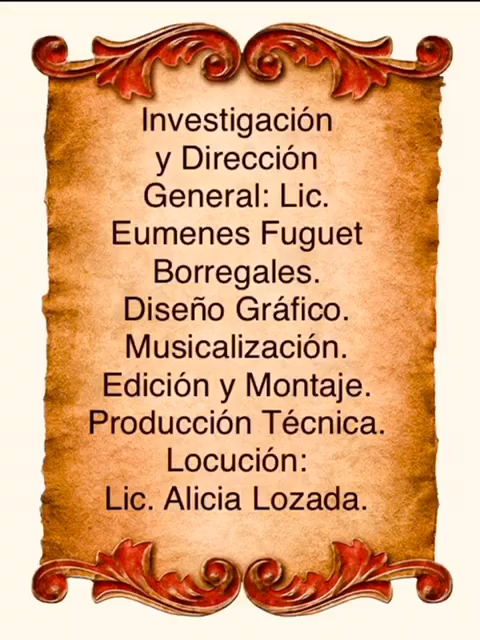 Investigación
y Dirección
General: Lic.
Eumenes Fuguet
Borregales.
Diseño Gráfico.
Musicalización.
Edición y Montaje.
Producción Técnica.
Locución:
Lic. Alicia Lozada.